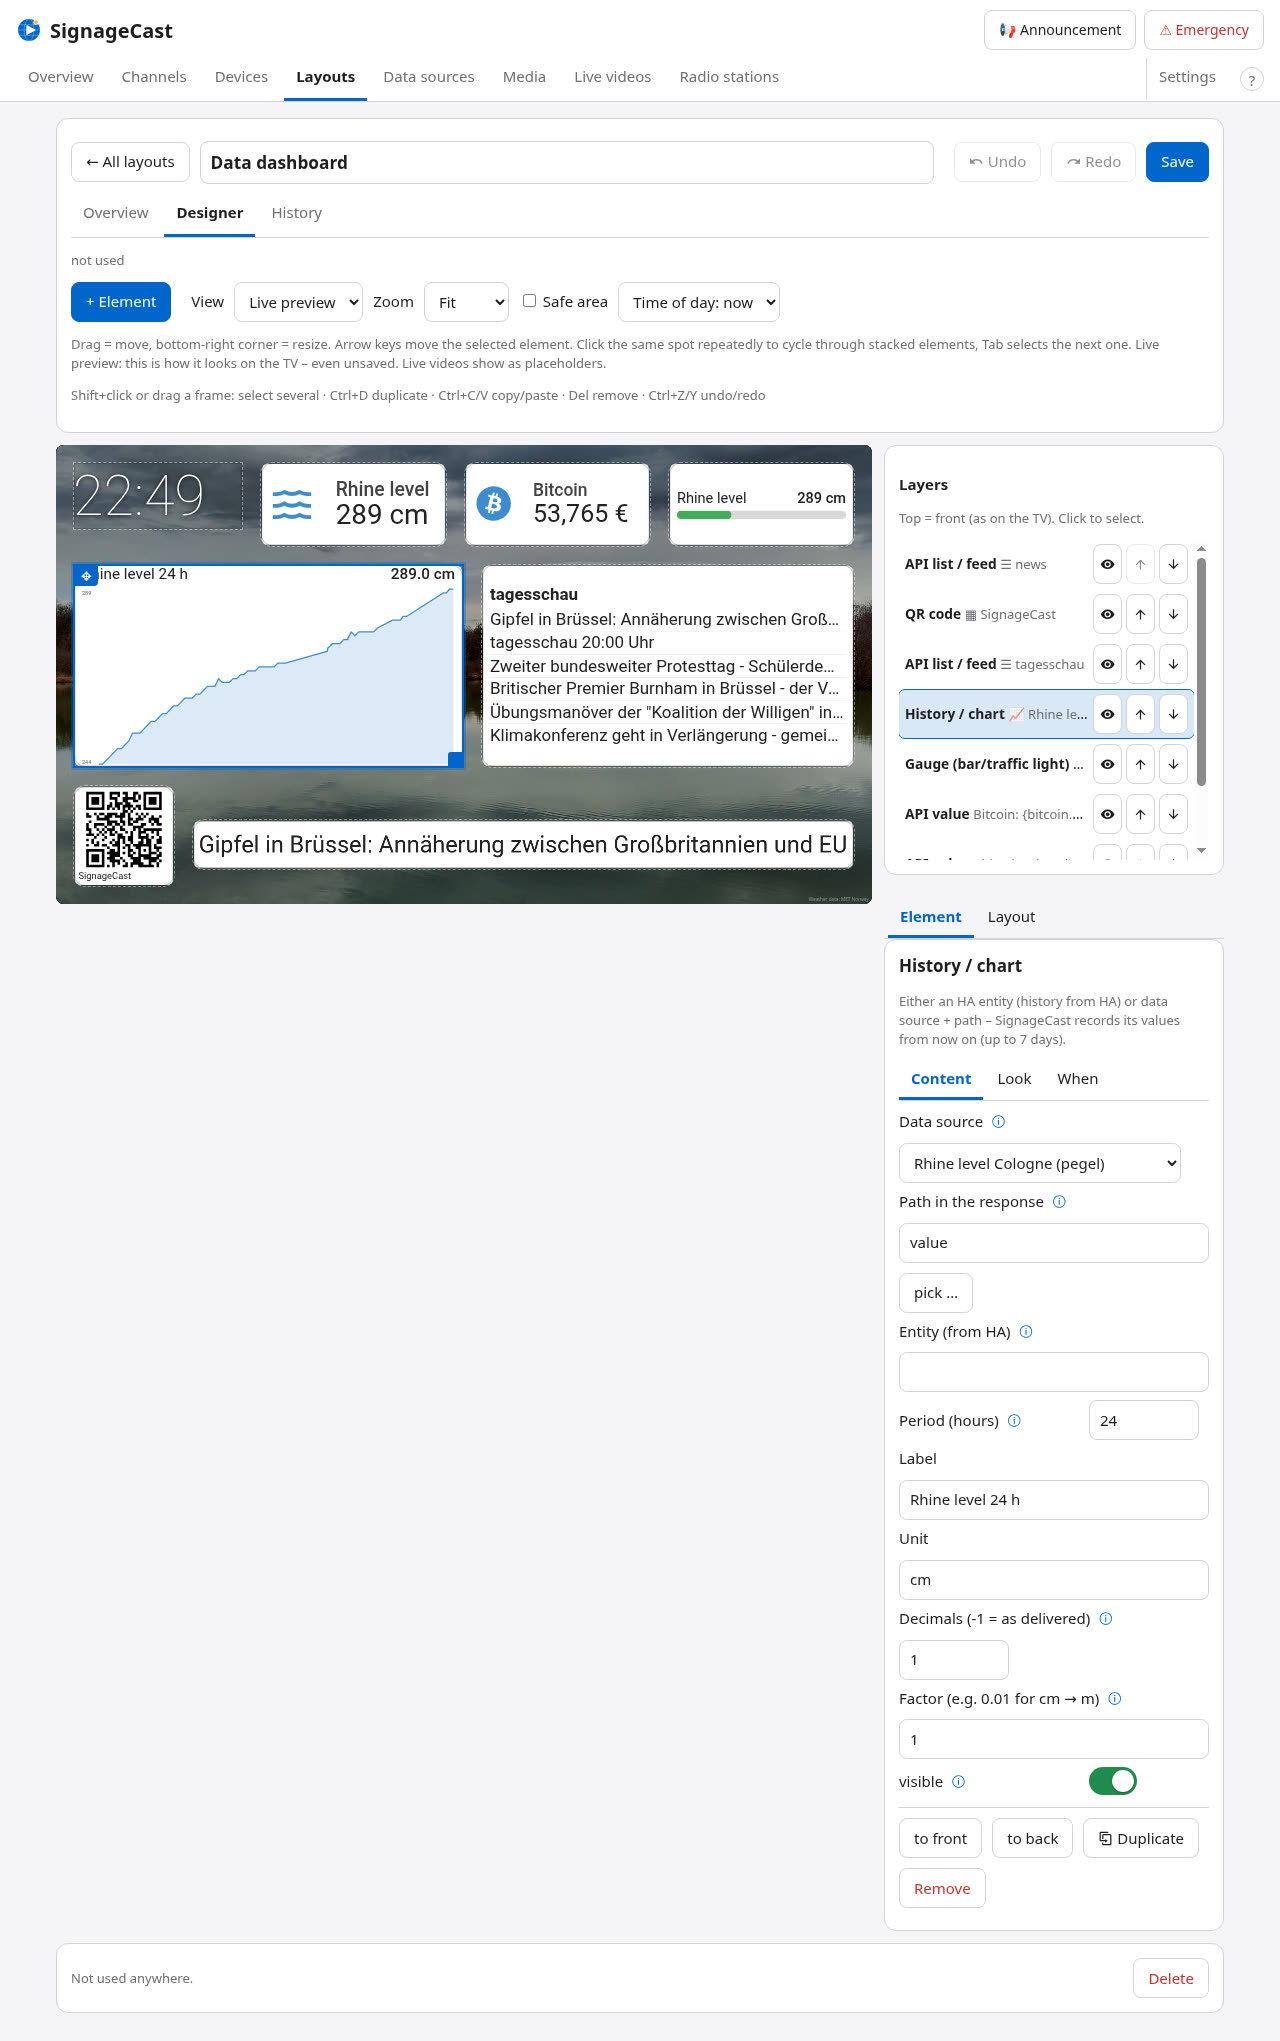 SignageCast
Announcement
⚠ Emergency
Overview
Channels
Devices
Layouts
Data sources
Media
Live videos
Radio stations
Settings
?
← All layouts
Data dashboard
Undo
Redo
Save
Overview
Designer
History
not used
+ Element
View
Live preview
Zoom
Fit
Safe area
Time of day: now
Drag = move, bottom-right corner = resize. Arrow keys move the selected element. Click the same spot repeatedly to cycle through stacked elements, Tab selects the next one. Live
preview: this is how it looks on the TV – even unsaved. Live videos show as placeholders.
Shift+click or drag a frame: select several · Ctrl+D duplicate · Ctrl+C/V copy/paste · Del remove · Ctrl+Z/Y undo/redo
22:49
Rhine level
289 cm
Bitcoin
53,765 €
Rhine level
289 cm
hine level 24 h
289.0 cm
289
244
tagesschau
Gipfel in Brüssel: Annäherung zwischen Groß...
tagesschau 20:00 Uhr
Zweiter bundesweiter Protesttag - Schülerde...
Britischer Premier Burnham in Brüssel - der V...
Übungsmanöver der "Koalition der Willigen" in...
Klimakonferenz geht in Verlängerung - gemei...
SignageCast
Gipfel in Brüssel: Annäherung zwischen Großbritannien und EU
Weather data: MET Norway
Layers
Top = front (as on the TV). Click to select.
API list / feed ☰ news
QR code ▦ SignageCast
API list / feed ☰ tagesschau
History / chart 📈 Rhine le...
Gauge (bar/traffic light) ...
API value Bitcoin: {bitcoin....
Element
Layout
History / chart
Either an HA entity (history from HA) or data
source + path – SignageCast records its values
from now on (up to 7 days).
Content
Look
When
Data source ⓘ
Rhine level Cologne (pegel)
Path in the response ⓘ
value
pick ...
Entity (from HA) ⓘ
Period (hours) ⓘ
24
Label
Rhine level 24 h
Unit
cm
Decimals (-1 = as delivered) ⓘ
1
Factor (e.g. 0.01 for cm → m) ⓘ
1
visible ⓘ
to front
to back
Duplicate
Remove
Not used anywhere.
Delete